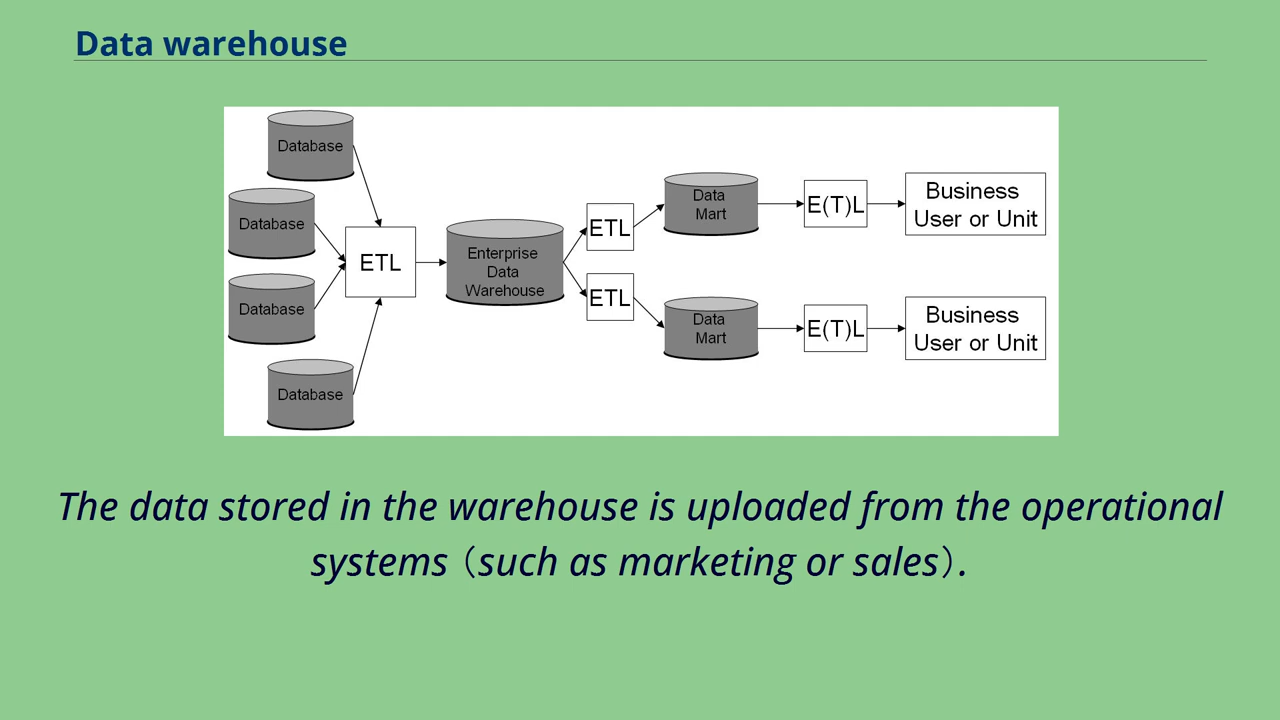 Data warehouse
Database
Database
Database
Database
ETL
Enterprise
Data
Warehouse
ETL
ETL
Data
Mart
Data
Mart
E(T)L
E(T)L
Business
User or Unit
Business
User or Unit
The data stored in the warehouse is uploaded from the operational
systems (such as marketing or sales).